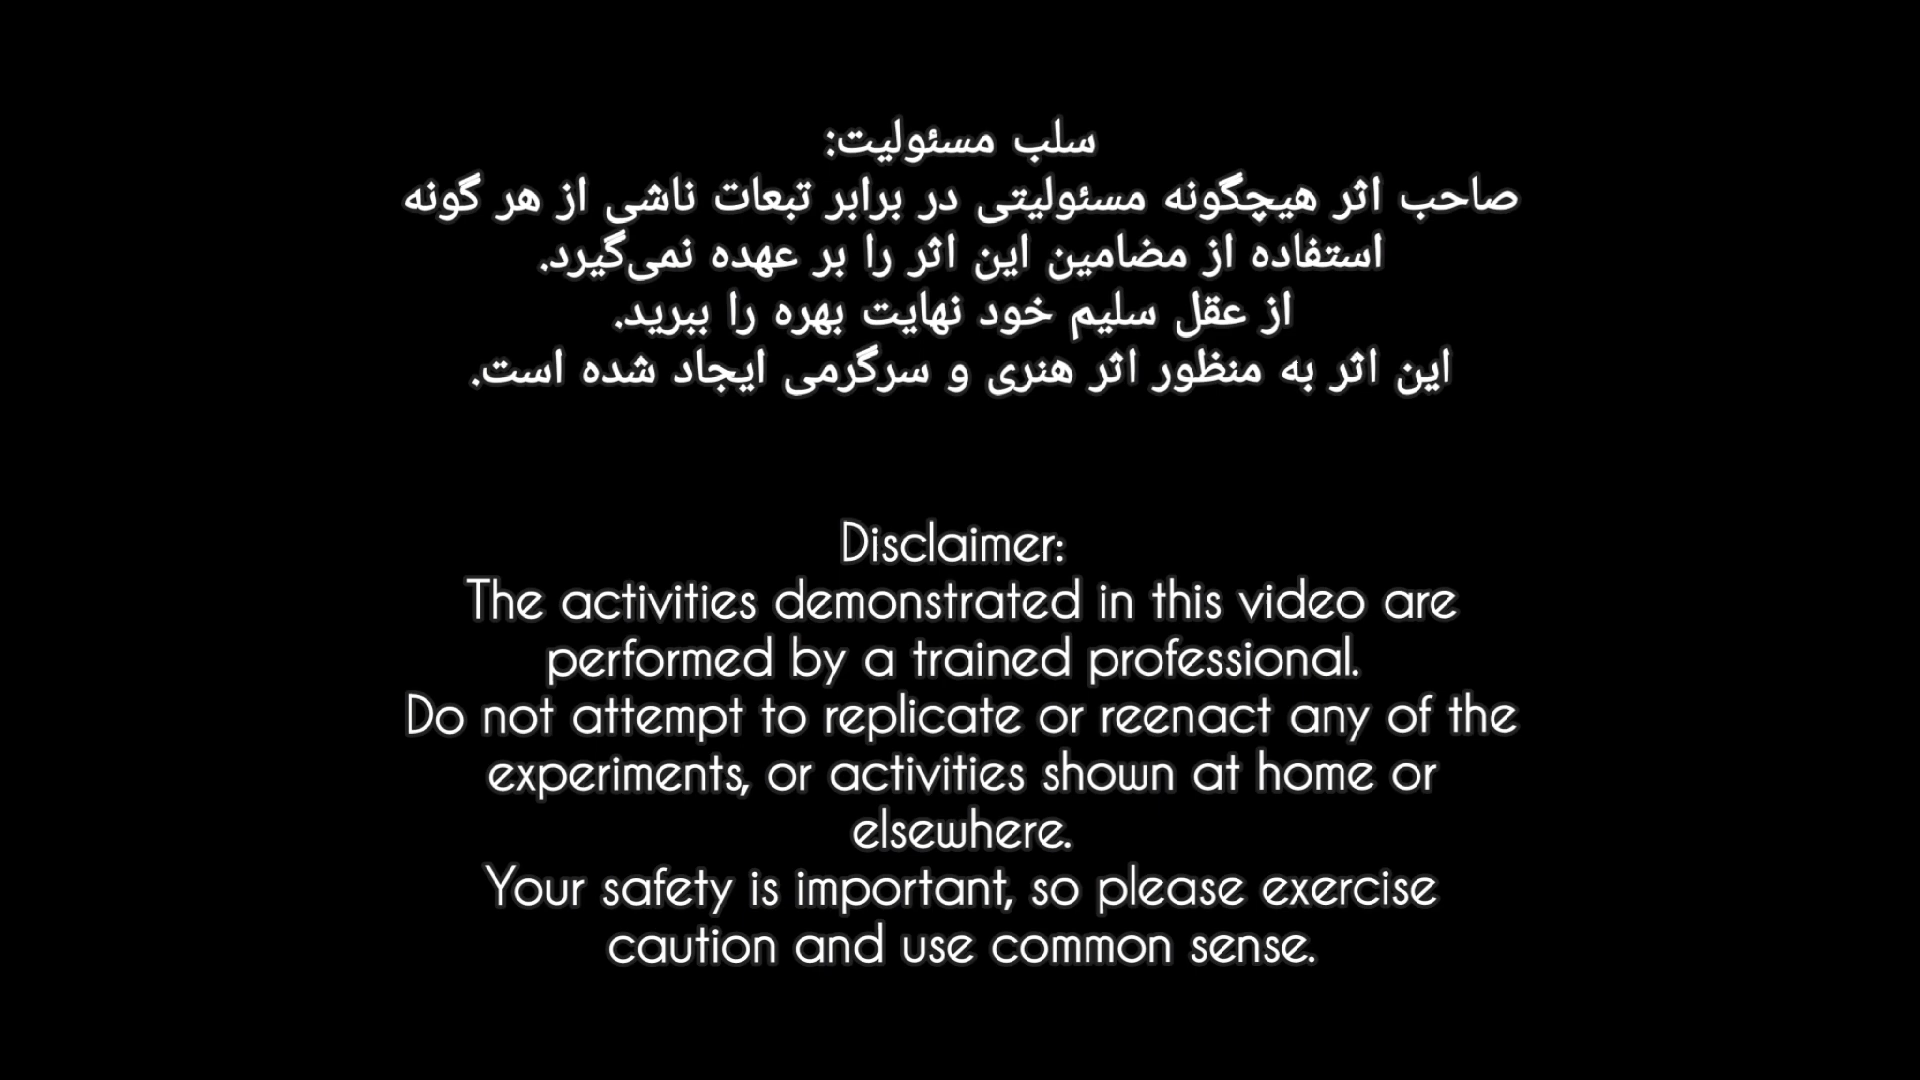 سلب مسئولیت:
صاحب اثر هیچگونه مسئولیتی در برابر تبعات ناشی از هر گونه
استفاده از مضامین این اثر را بر عهده نمی‌گیرد.
از عقل سلیم خود نهایت بهره را ببرید.
این اثر به منظور اثر هنری و سرگرمی ایجاد شده است.
Disclaimer:
The activities demonstrated in this video are
performed by a trained professional.
Do not attempt to replicate or reenact any of the
experiments, or activities shown at home or
elsewhere.
Your safety is important, so please exercise
caution and use common sense.